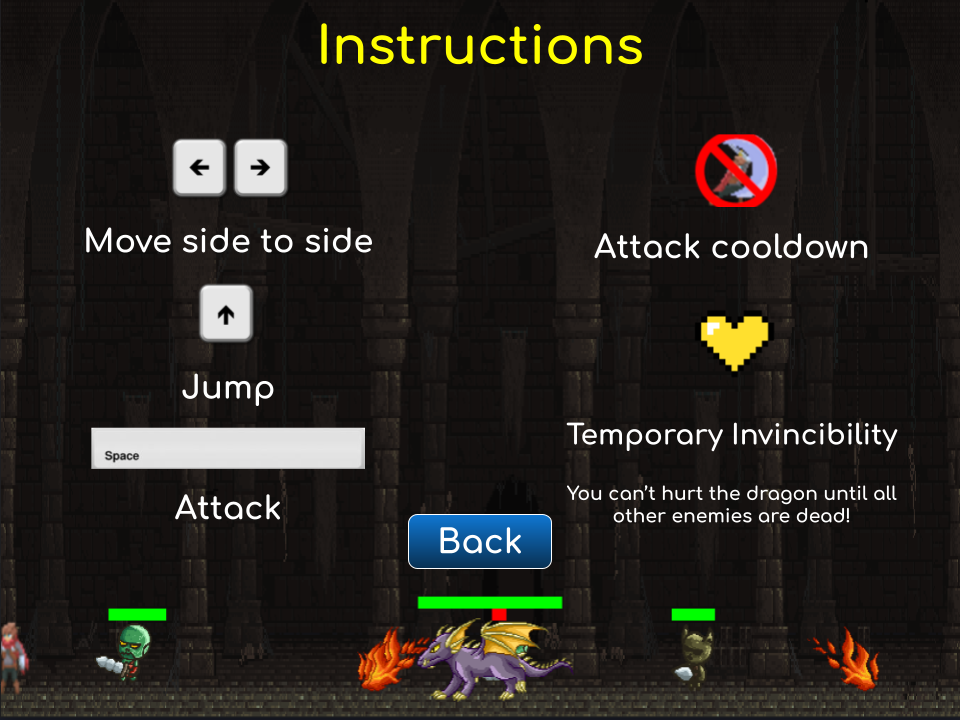 Instructions
Move side to side
Jump
Space
Attack
Attack cooldown
Temporary Invincibility
You can't hurt the dragon until all
other enemies are dead!
Back